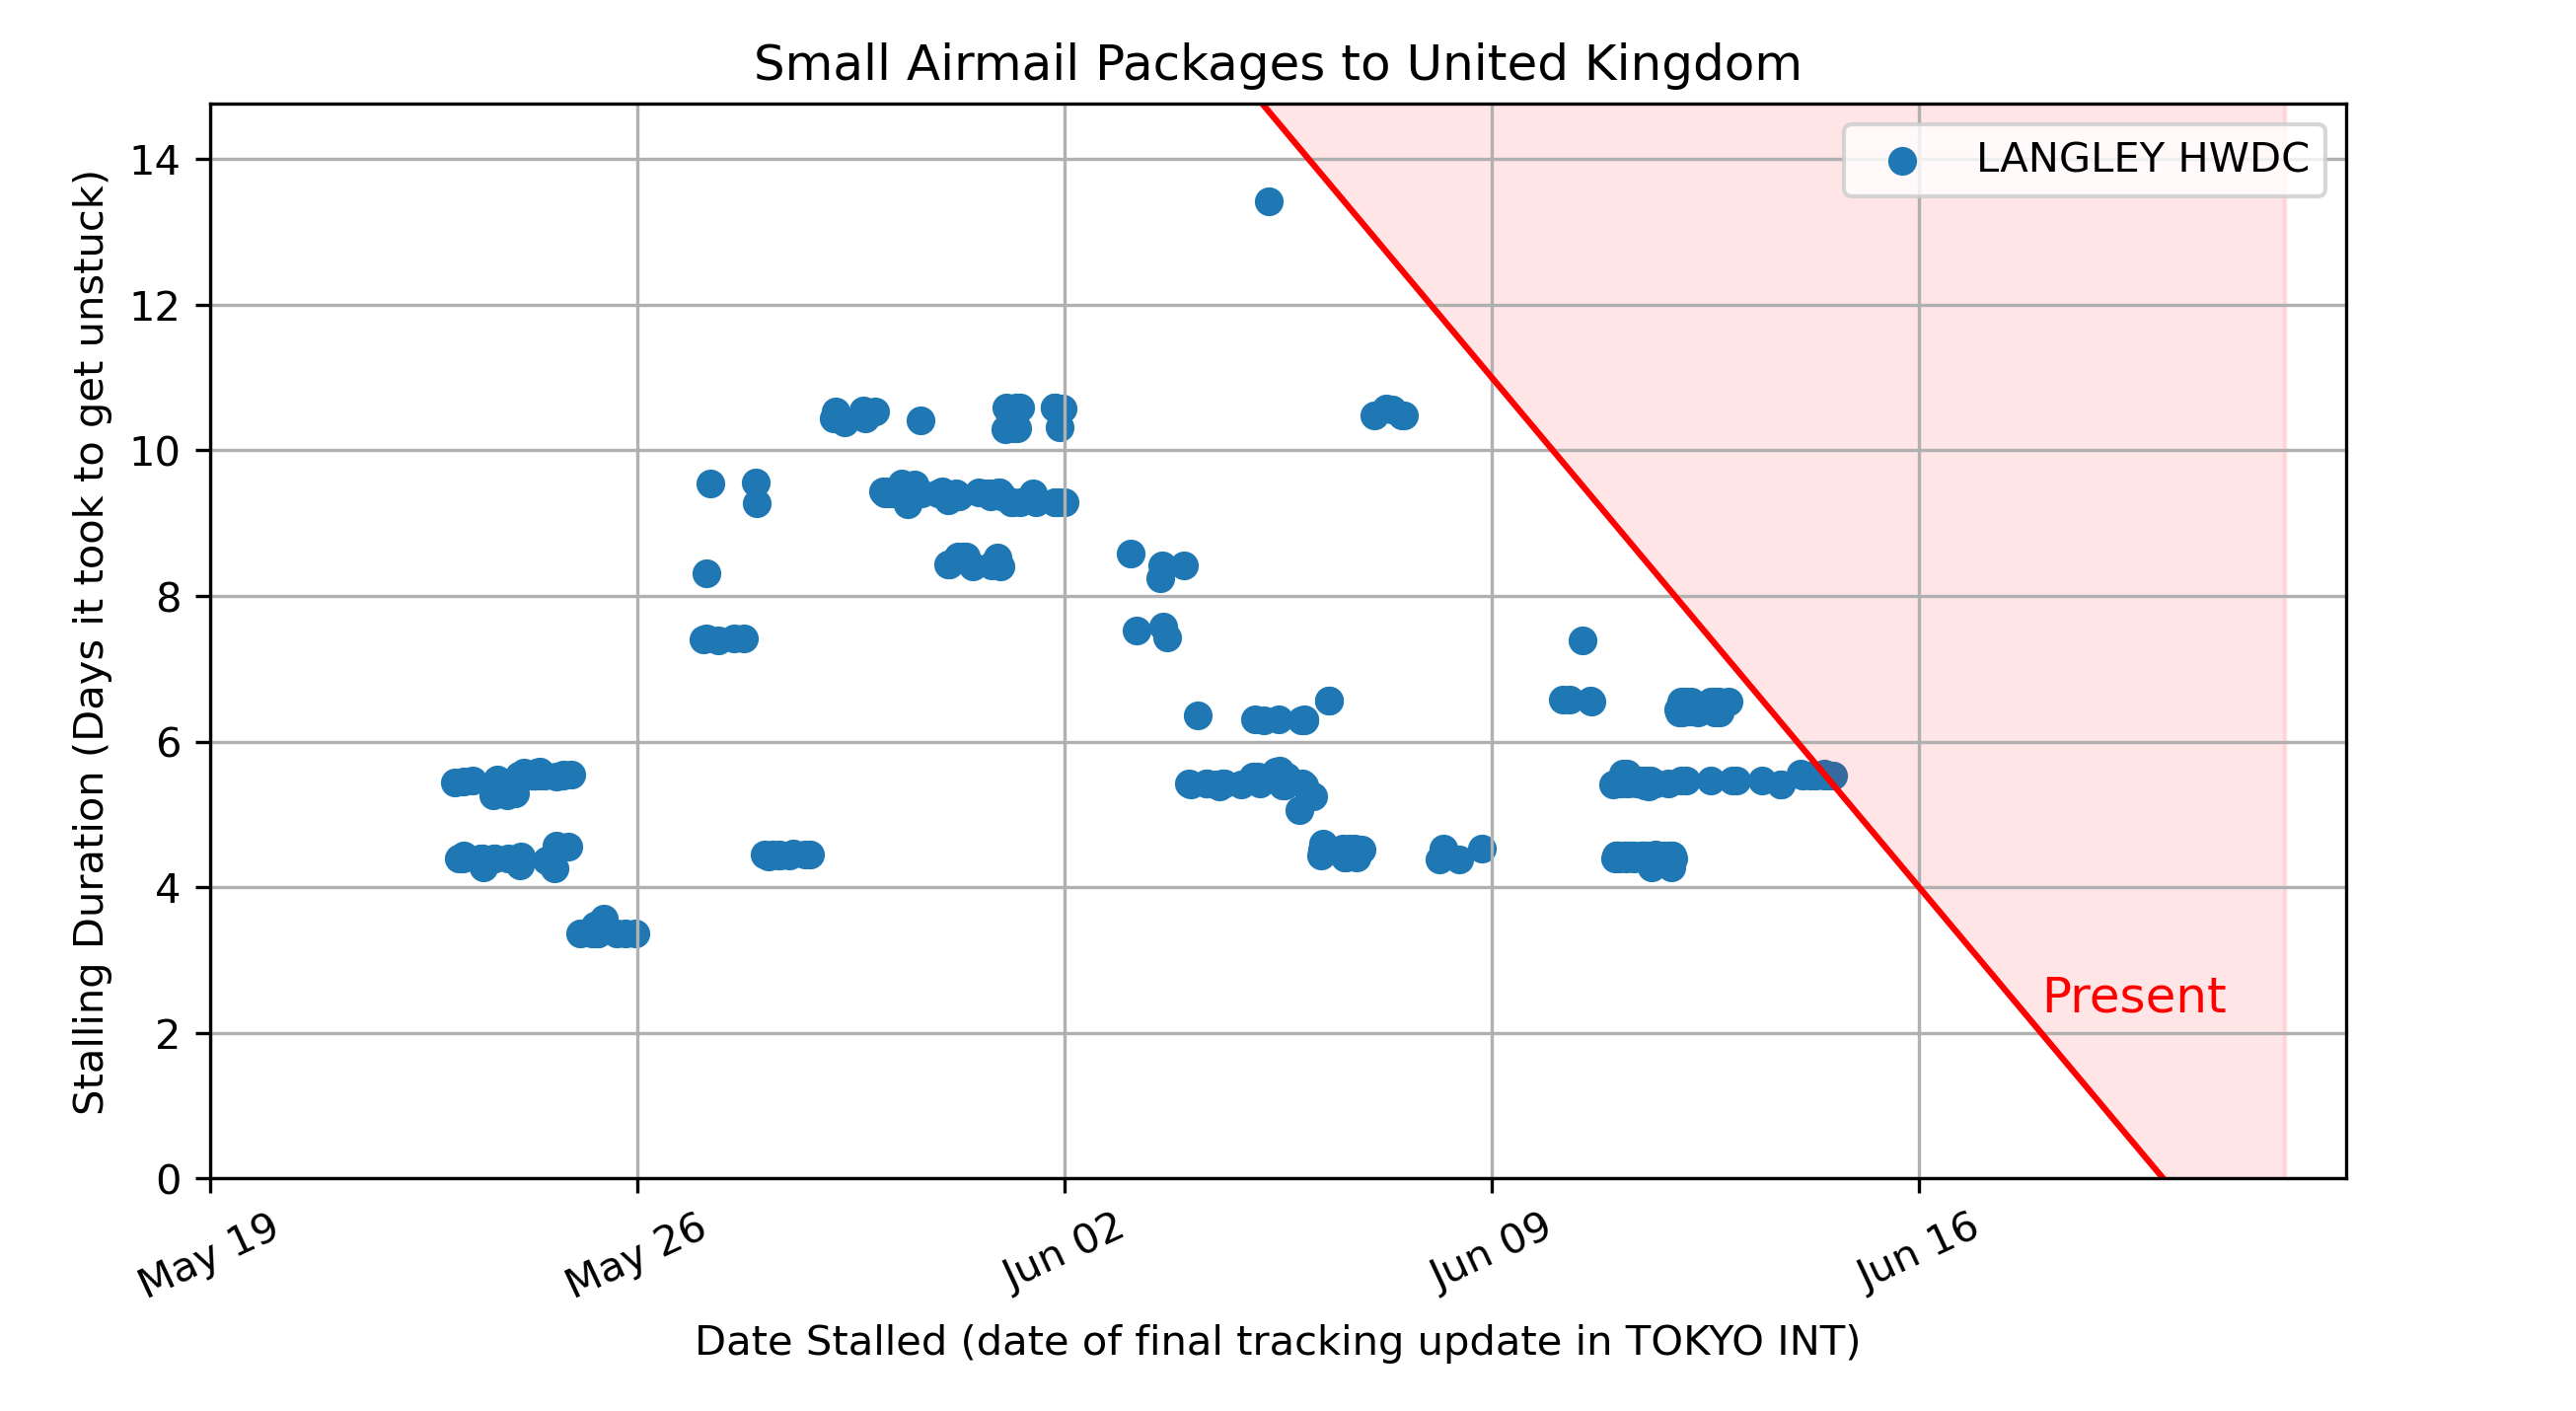 Small Airmail Packages to United Kingdom
LANGLEY HWDC
Stalling Duration (Days it took to get unstuck)
14
12
10
8
6
4
2
0
Present
May 19
May 26
Jun 02
Jun 09
Jun 16
Date Stalled (date of final tracking update in TOKYO INT)